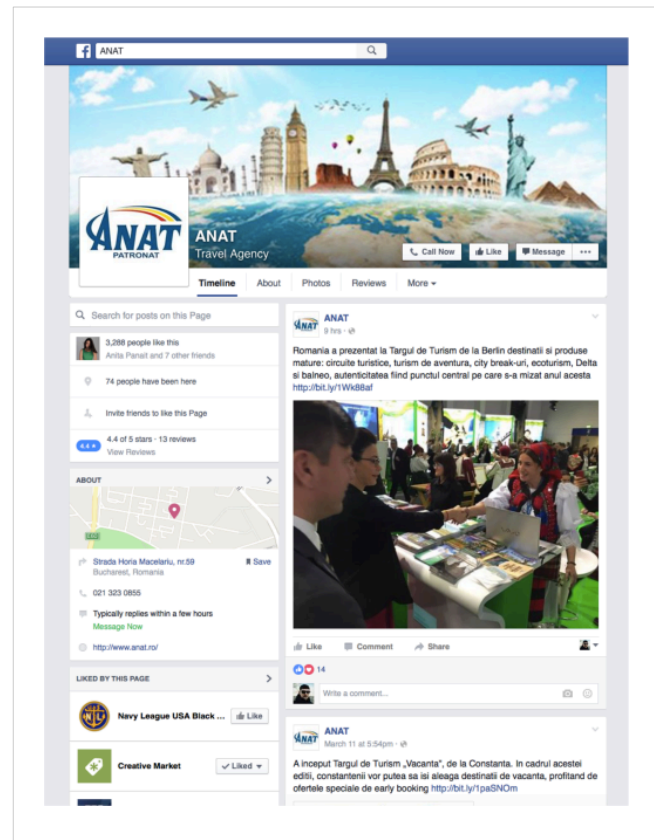 ANAT
ANAT
PATRONAT
ANAT
Travel Agency
Call Now
Like
Message
Timeline
About
Photos
Reviews
More
Search for posts on this Page
3,288 people like this
Anita Panait and 7 other friends
74 people have been here
Invite friends to like this Page
4.4
4.4 of 5 stars · 13 reviews
View Reviews
ABOUT
Strada Horia Macelariu, nr.59
Save
Bucharest, Romania
021 323 0855
Typically replies within a few hours
Message Now
http://www.anat.ro/
LIKED BY THIS PAGE
Navy League USA Black ...
Like
Creative Market
Liked
ANAT
ANAT
9 hrs ·
Romania a prezentat la Targul de Turism de la Berlin destinatii si produse
mature: circuite turistice, turism de aventura, city break-uri, ecoturism, Delta
si balneo, autenticitatea fiind punctul central pe care s-a mizat anul acesta
http://bit.ly/1Wk88af
Like
Comment
Share
14
Write a comment...
ANAT
ANAT
March 11 at 5:54pm ·
A inceput Targul de Turism „Vacanta”, de la Constanta. In cadrul acestei
editii, constantenii vor putea sa isi aleaga destinatii de vacanta, profitand de
ofertele speciale de early booking http://bit.ly/1paSNOm